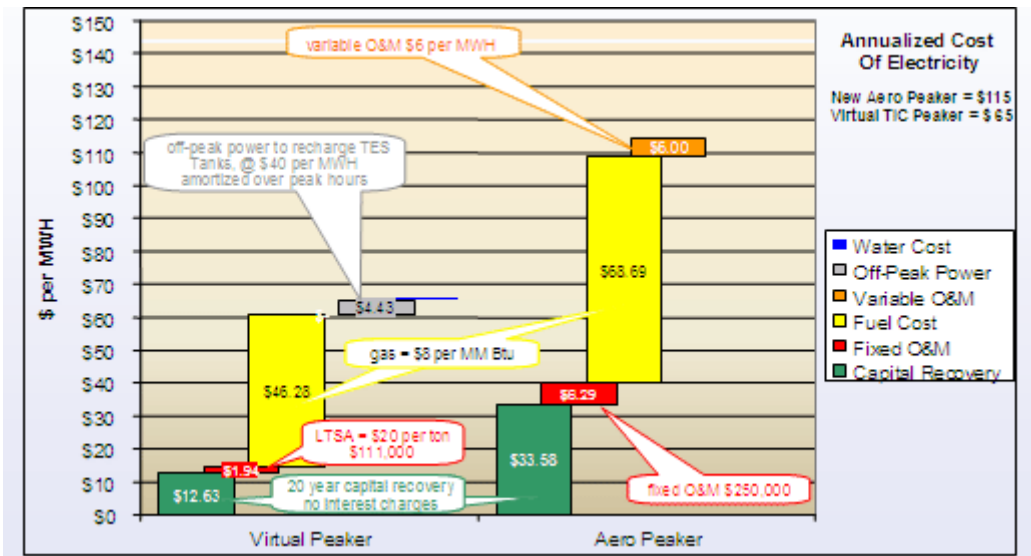 $150
$140
$130
$120
$110
$100
$90
$80
$70
$60
$50
$40
$30
$20
$10
$0
$ per MWH
variable O&M $6 per MWH
off-peak power to recharge TES
Tanks, @ $40 per MWH
amortized over peak hours
$6.00
$68.69
$4.43
gas = $8 per MM Btu
$46.28
$6.29
LTSA = $20 per ton
$111,000
$1.94
$33.58
$12.63
20 year capital recovery
no interest charges
fixed O&M $250,000
Virtual Peaker
Aero Peaker
Annualized Cost
Of Electricity
New Aero Peaker = $115
Virtual TIC Peaker = $65
Water Cost
Off-Peak Power
Variable O&M
Fuel Cost
Fixed O&M
Capital Recovery